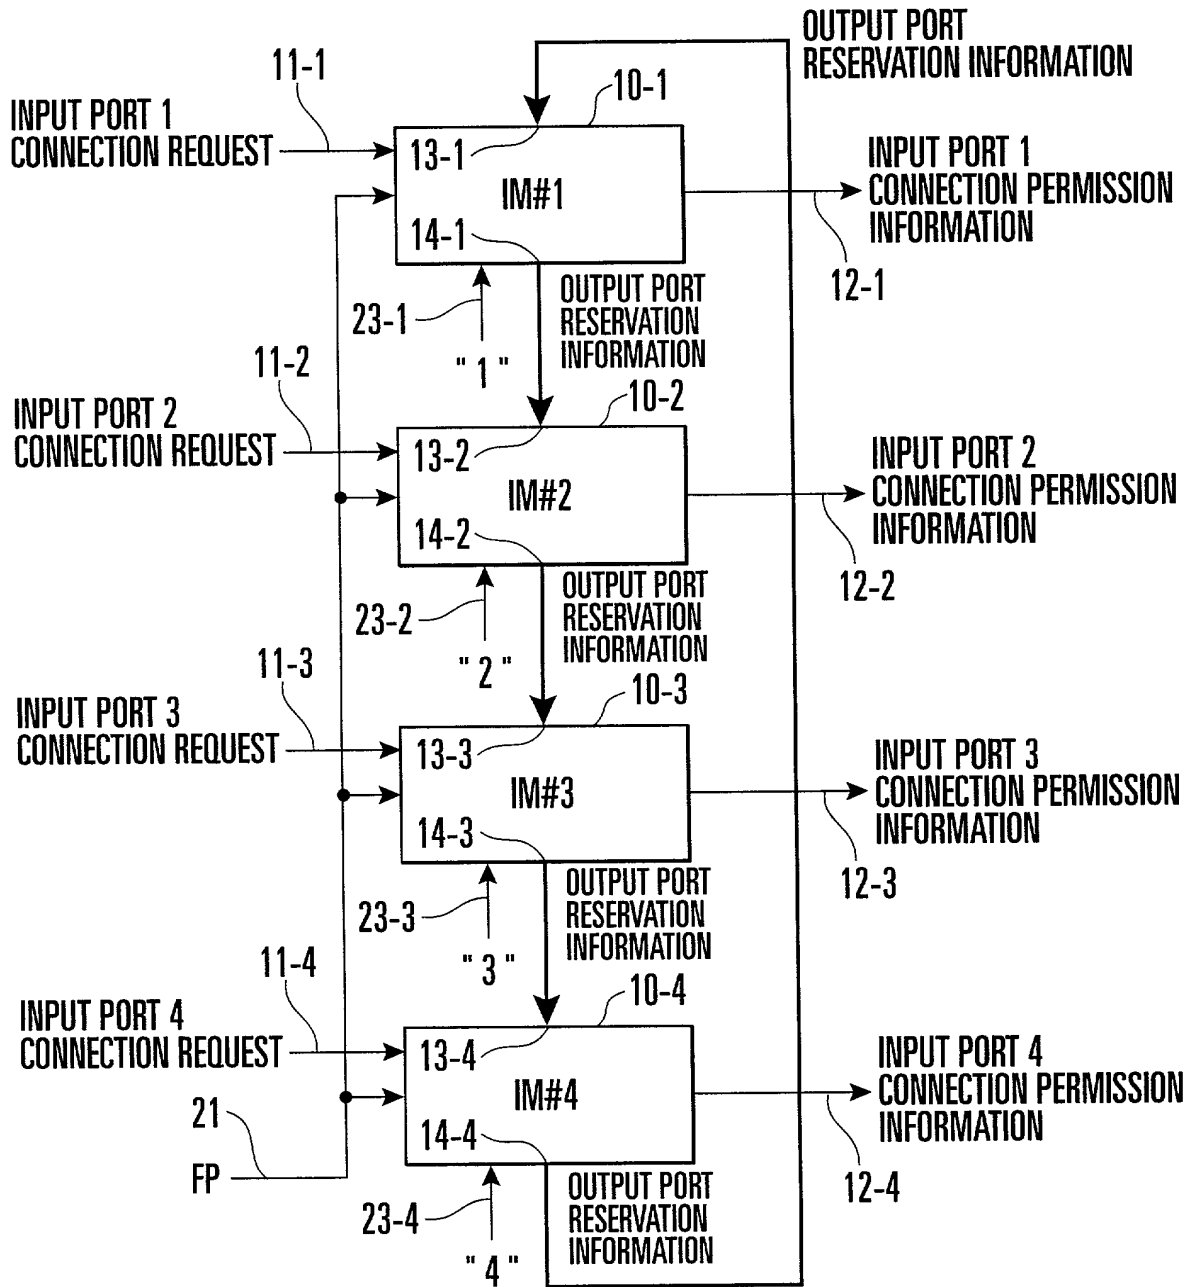 OUTPUT PORT
RESERVATION INFORMATION
11-1
10-1
INPUT PORT 1
CONNECTION REQUEST
13-1
IM#1
14-1
INPUT PORT 1
CONNECTION PERMISSION
INFORMATION
12-1
23-1
" 1 "
OUTPUT PORT
RESERVATION
INFORMATION
11-2
10-2
INPUT PORT 2
CONNECTION REQUEST
13-2
IM#2
14-2
INPUT PORT 2
CONNECTION PERMISSION
INFORMATION
12-2
23-2
" 2 "
OUTPUT PORT
RESERVATION
INFORMATION
11-3
10-3
INPUT PORT 3
CONNECTION REQUEST
13-3
IM#3
14-3
INPUT PORT 3
CONNECTION PERMISSION
INFORMATION
12-3
23-3
" 3 "
OUTPUT PORT
RESERVATION
INFORMATION
11-4
10-4
INPUT PORT 4
CONNECTION REQUEST
13-4
IM#4
14-4
INPUT PORT 4
CONNECTION PERMISSION
INFORMATION
12-4
21
FP
23-4
" 4 "
OUTPUT PORT
RESERVATION
INFORMATION